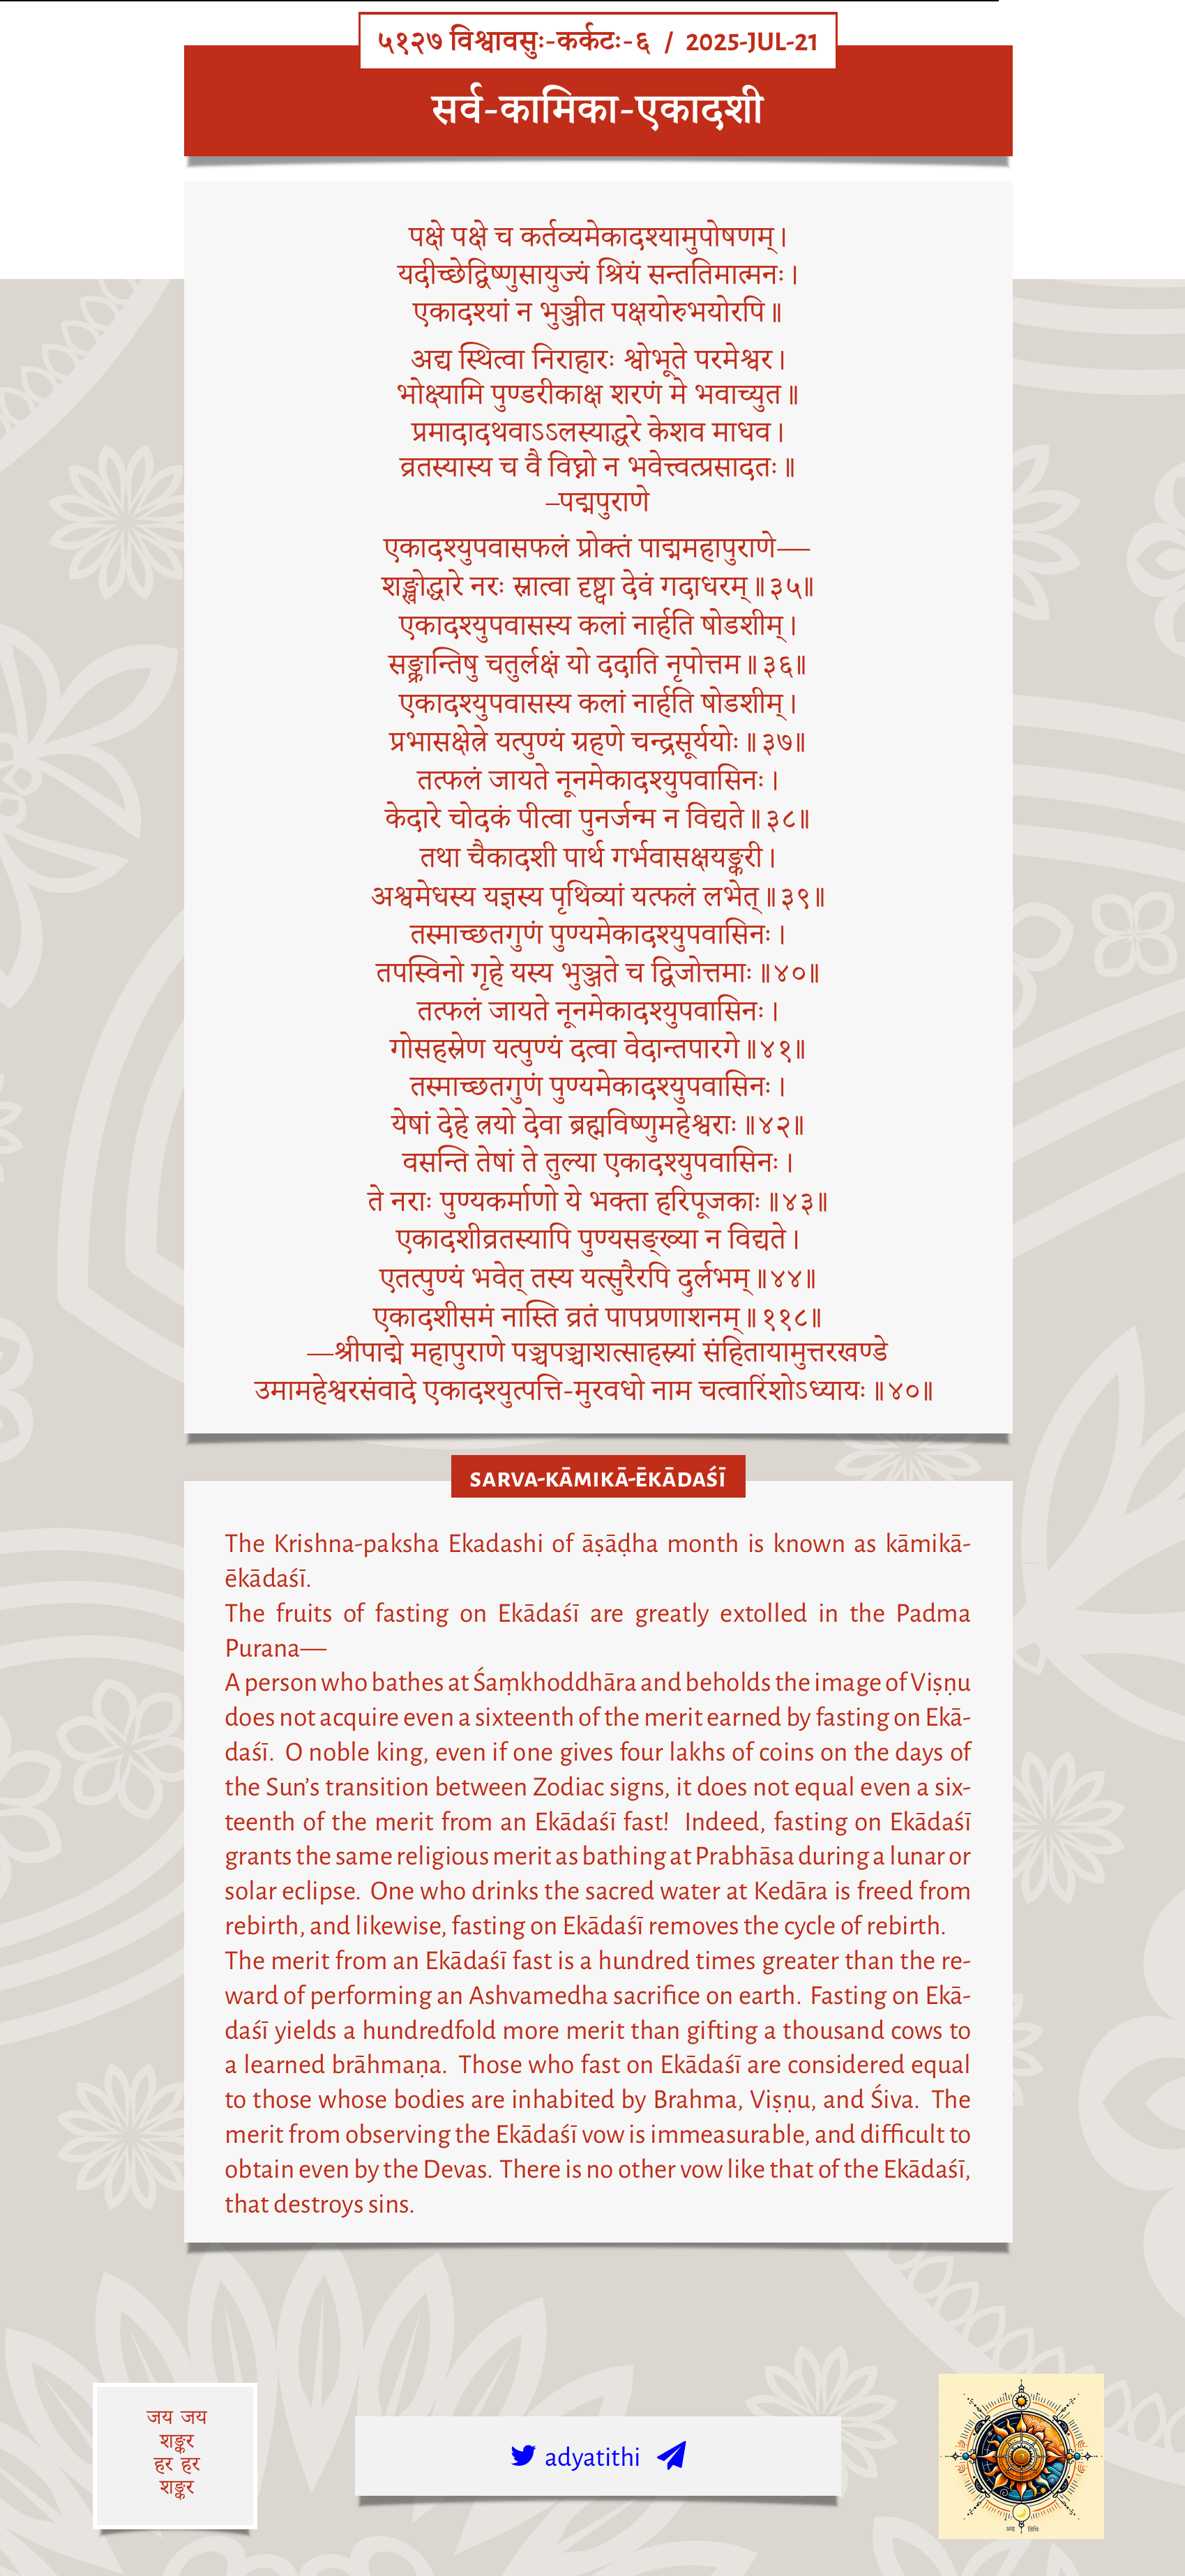 ५१२७ विश्वावसुः-कर्कटः-६ / 2025-JUL-21
सर्व-कामिका-एकादशी
पक्षे पक्षे च कर्तव्यमेकादश्यामुपोषणम्।
यदीच्छेद्विष्णुसायुज्यं श्रियं सन्ततिमात्मनः।
एकादश्यां न भुञ्जीत पक्षयोरुभयोरपि॥
अद्य स्थित्वा निराहारः श्वोभूते परमेश्वर।
भोक्ष्यामि पुण्डरीकाक्ष शरणं मे भवाच्युत॥
प्रमादादथवाऽऽलस्याद्धरे केशव माधव।
व्रतस्यास्य च वै विघ्नो न भवेत्त्वत्प्रसादतः॥
–पद्मपुराणे
एकादश्युपवासफलं प्रोक्तं पाद्ममहापुराणे—
शङ्खोद्धारे नरः स्नात्वा दृष्ट्वा देवं गदाधरम्॥३५॥
एकादश्युपवासस्य कलां नार्हति षोडशीम्।
सङ्क्रान्तिषु चतुर्लक्षं यो ददाति नृपोत्तम॥३६॥
एकादश्युपवासस्य कलां नार्हति षोडशीम्।
प्रभासक्षेत्रे यत्पुण्यं ग्रहणे चन्द्रसूर्ययोः॥३७॥
तत्फलं जायते नूनमेकादश्युपवासिनः।
केदारे चोदकं पीत्वा पुनर्जन्म न विद्यते॥३८॥
तथा चैकादशी पार्थ गर्भवासक्षयङ्करी।
अश्वमेधस्य यज्ञस्य पृथिव्यां यत्फलं लभेत्॥३९॥
तस्माच्छतगुणं पुण्यमेकादश्युपवासिनः।
तपस्विनो गृहे यस्य भुञ्जते च द्विजोत्तमाः॥४०॥
तत्फलं जायते नूनमेकादश्युपवासिनः।
गोसहस्रेण यत्पुण्यं दत्वा वेदान्तपारगे॥४१॥
तस्माच्छतगुणं पुण्यमेकादश्युपवासिनः।
येषां देहे त्रयो देवा ब्रह्मविष्णुमहेश्वराः॥४२॥
वसन्ति तेषां ते तुल्या एकादश्युपवासिनः।
ते नराः पुण्यकर्माणो ये भक्ता हरिपूजकाः॥४३॥
एकादशीव्रतस्यापि पुण्यसङ्ख्या न विद्यते।
एतत्पुण्यं भवेत् तस्य यत्सुरैरपि दुर्लभम्॥४४॥
एकादशीसमं नास्ति व्रतं पापप्रणाशनम्॥११८॥
—श्रीपाद्मे महापुराणे पञ्चपञ्चाशत्साहस्र्यां संहितायामुत्तरखण्डे
उमामहेश्वरसंवादे एकादश्युत्पत्ति-मुरवधो नाम चत्वारिंशोऽध्यायः॥४०॥
SARVA-KĀMIKĀ-ĒKĀDAŚĪ
The Krishna-paksha Ekadashi of āṣāḍha month is known as kāmikā-
ēkādaśī.
The fruits of fasting on Ekādaśī are greatly extolled in the Padma
Purana—
A person who bathes at Śaṃkhoddhāra and beholds the image of Viṣṇu
does not acquire even a sixteenth of the merit earned by fasting on Ekā-
daśī. O noble king, even if one gives four lakhs of coins on the days of
the Sun’s transition between Zodiac signs, it does not equal even a six-
teenth of the merit from an Ekādaśī fast! Indeed, fasting on Ekādaśī
grants the same religious merit as bathing at Prabhāsa during a lunar or
solar eclipse. One who drinks the sacred water at Kedāra is freed from
rebirth, and likewise, fasting on Ekādaśī removes the cycle of rebirth.
The merit from an Ekādaśī fast is a hundred times greater than the re-
ward of performing an Ashvamedha sacrifice on earth. Fasting on Ekā-
daśī yields a hundredfold more merit than gifting a thousand cows to
a learned brāhmaṇa. Those who fast on Ekādaśī are considered equal
to those whose bodies are inhabited by Brahma, Viṣṇu, and Śiva. The
merit from observing the Ekādaśī vow is immeasurable, and difficult to
obtain even by the Devas. There is no other vow like that of the Ekādaśī,
that destroys sins.
जय जय
शङ्कर
हर हर
शङ्कर
adyatithi
अद्य तिथिः